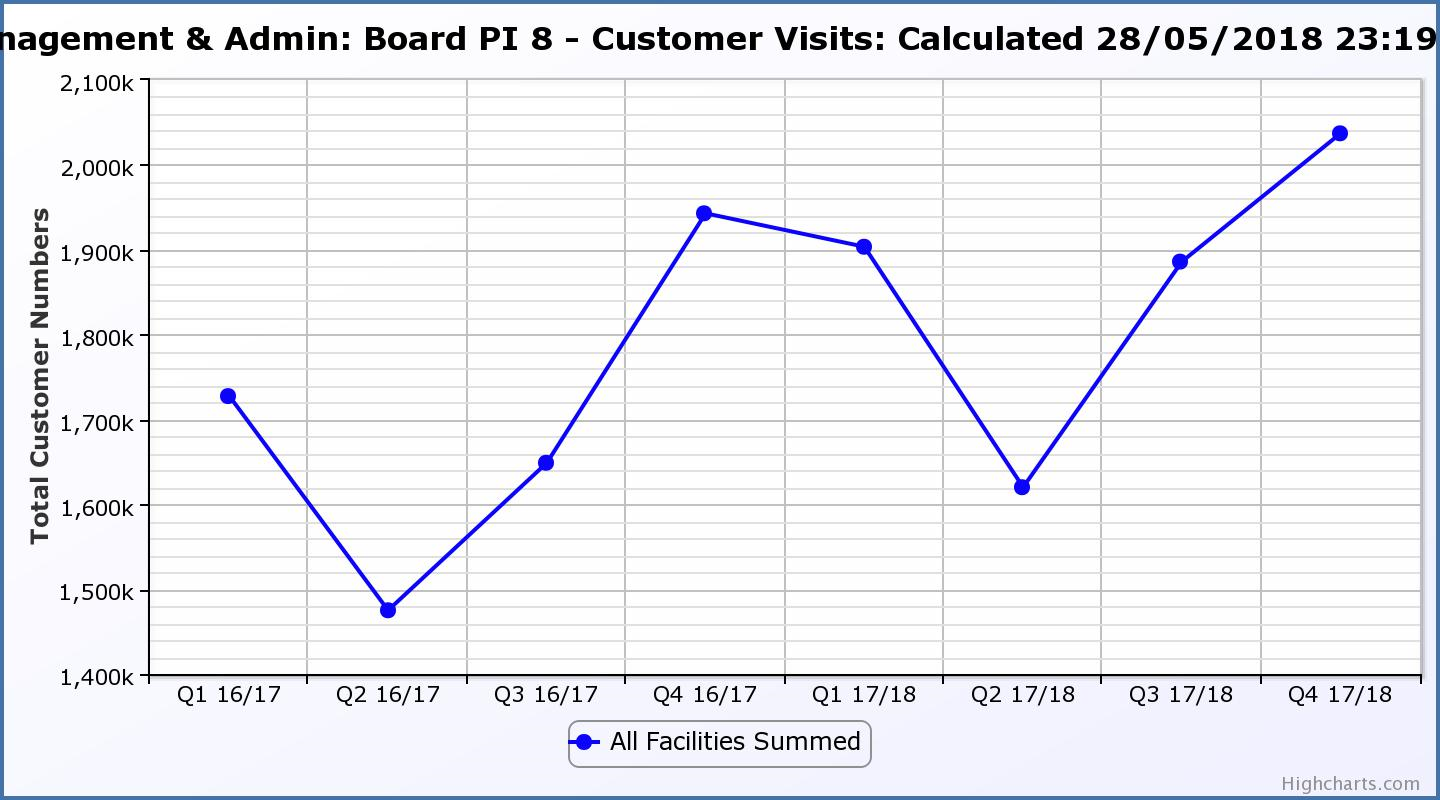 nagement & Admin: Board PI 8 - Customer Visits: Calculated 28/05/2018 23:19
Total Customer Numbers
2,100k
2,000k
1,900k
1,800k
1,700k
1,600k
1,500k
1,400k
Q1 16/17 Q2 16/17 Q3 16/17 Q4 16/17 Q1 17/18 Q2 17/18 Q3 17/18 Q4 17/18
All Facilities Summed
Highcharts.com